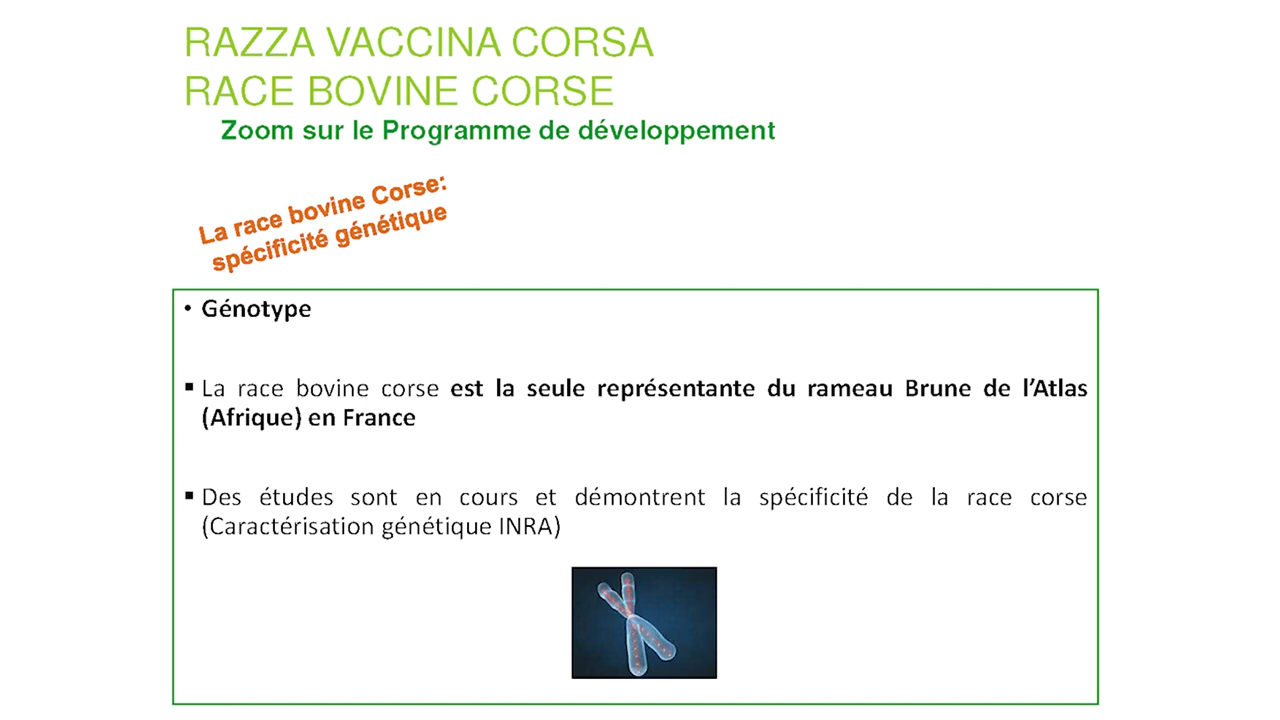 RAZZA VACCINA CORSA
RACE BOVINE CORSE
Zoom sur le Programme de développement
La race bovine Corse:
spécificité génétique
• Génotype
▪ La race bovine corse est la seule représentante du rameau Brune de l’Atlas
(Afrique) en France
▪ Des études sont en cours et démontrent la spécificité de la race corse
(Caractérisation génétique INRA)